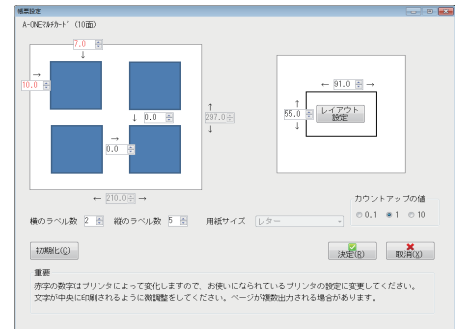 帳票設定
A-ONEﾏﾙﾁｶｰﾄﾞ (10面)
7.0
↓
→
10.0
↓ 0.0
→
0.0
↑
297.0
↓
← 210.0 →
← 91.0 →
↑
55.0
↓
レイアウト
設定
横のラベル数 2 縦のラベル数 5 用紙サイズ レター
カウントアップの値
0.1 1 10
初期化(C)
決定(R)
取消(X)
重要
赤字の数字はプリンタによって変化しますので、お使いになられているプリンタの設定に変更してください。
文字が中央に印刷されるように微調整をしてください。ページが複数出力される場合があります。